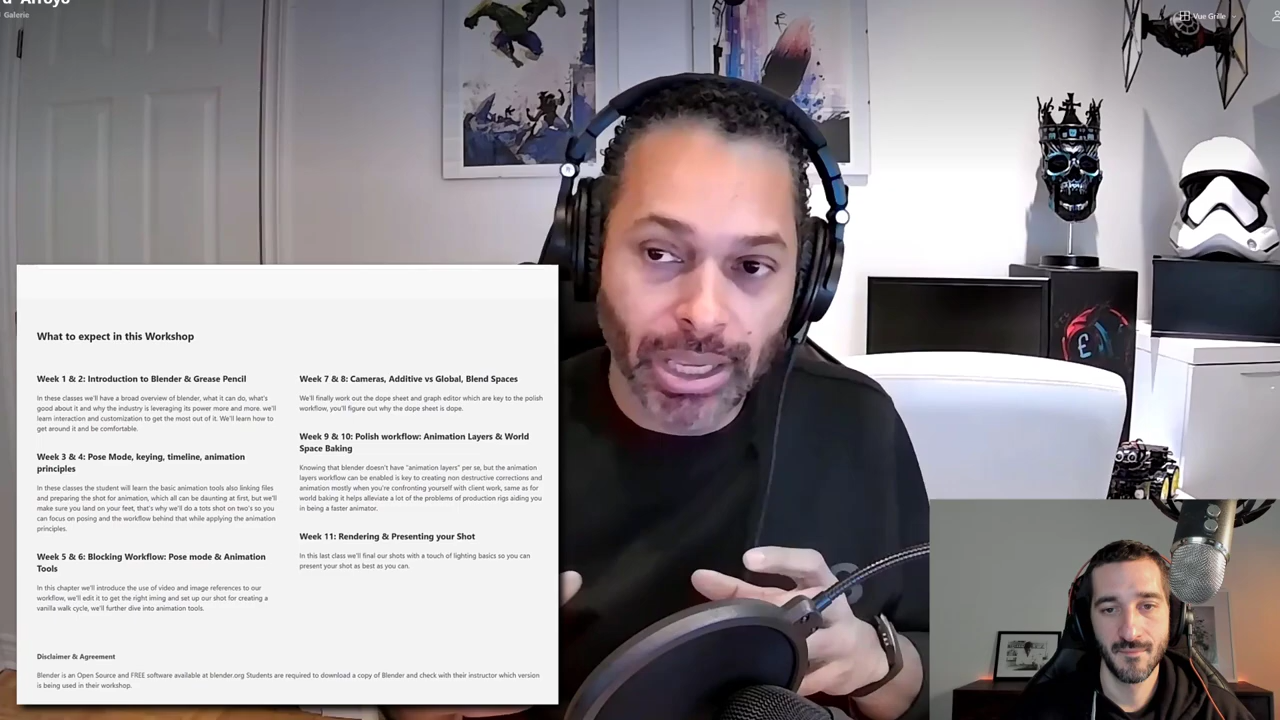 Arroyo
Galerie
Vue Grille
What to expect in this Workshop
Week 1 & 2: Introduction to Blender & Grease Pencil
In these classes we'll have a broad overview of blender, what it can do, what's
good about it and why the industry is leveraging its power more and more. we'll
learn interaction and customization to get the most out of it. We'll learn how to
get around it and be comfortable.
Week 3 & 4: Pose Mode, keying, timeline, animation
principles
In these classes the student will learn the basic animation tools also linking files
and preparing the shot for animation, which all can be daunting at first, but we'll
make sure you land on your feet, that's why we'll do a tots shot on two's so you
can focus on posing and the workflow behind that while applying the animation
principles.
Week 5 & 6: Blocking Workflow: Pose mode & Animation
Tools
In this chapter we'll introduce the use of video and image references to our
workflow, we'll edit it to get the right iming and set up our shot for creating a
vanilla walk cycle, we'll further dive into animation tools.
Week 7 & 8: Cameras, Additive vs Global, Blend Spaces
We'll finally work out the dope sheet and graph editor which are key to the polish
workflow, you'll figure out why the dope sheet is dope.
Week 9 & 10: Polish workflow: Animation Layers & World
Space Baking
Knowing that blender doesn't have "animation layers" per se, but the animation
layers workflow can be enabled is key to creating non destructive corrections and
animation mostly when you're confronting yourself with client work, same as for
world baking it helps alleviate a lot of the problems of production rigs aiding you
in being a faster animator.
Week 11: Rendering & Presenting your Shot
In this last class we'll final our shots with a touch of lighting basics so you can
present your shot as best as you can.
Disclaimer & Agreement
Blender is an Open Source and FREE software available at blender.org Students are required to download a copy of Blender and check with their instructor which version
is being used in their workshop.